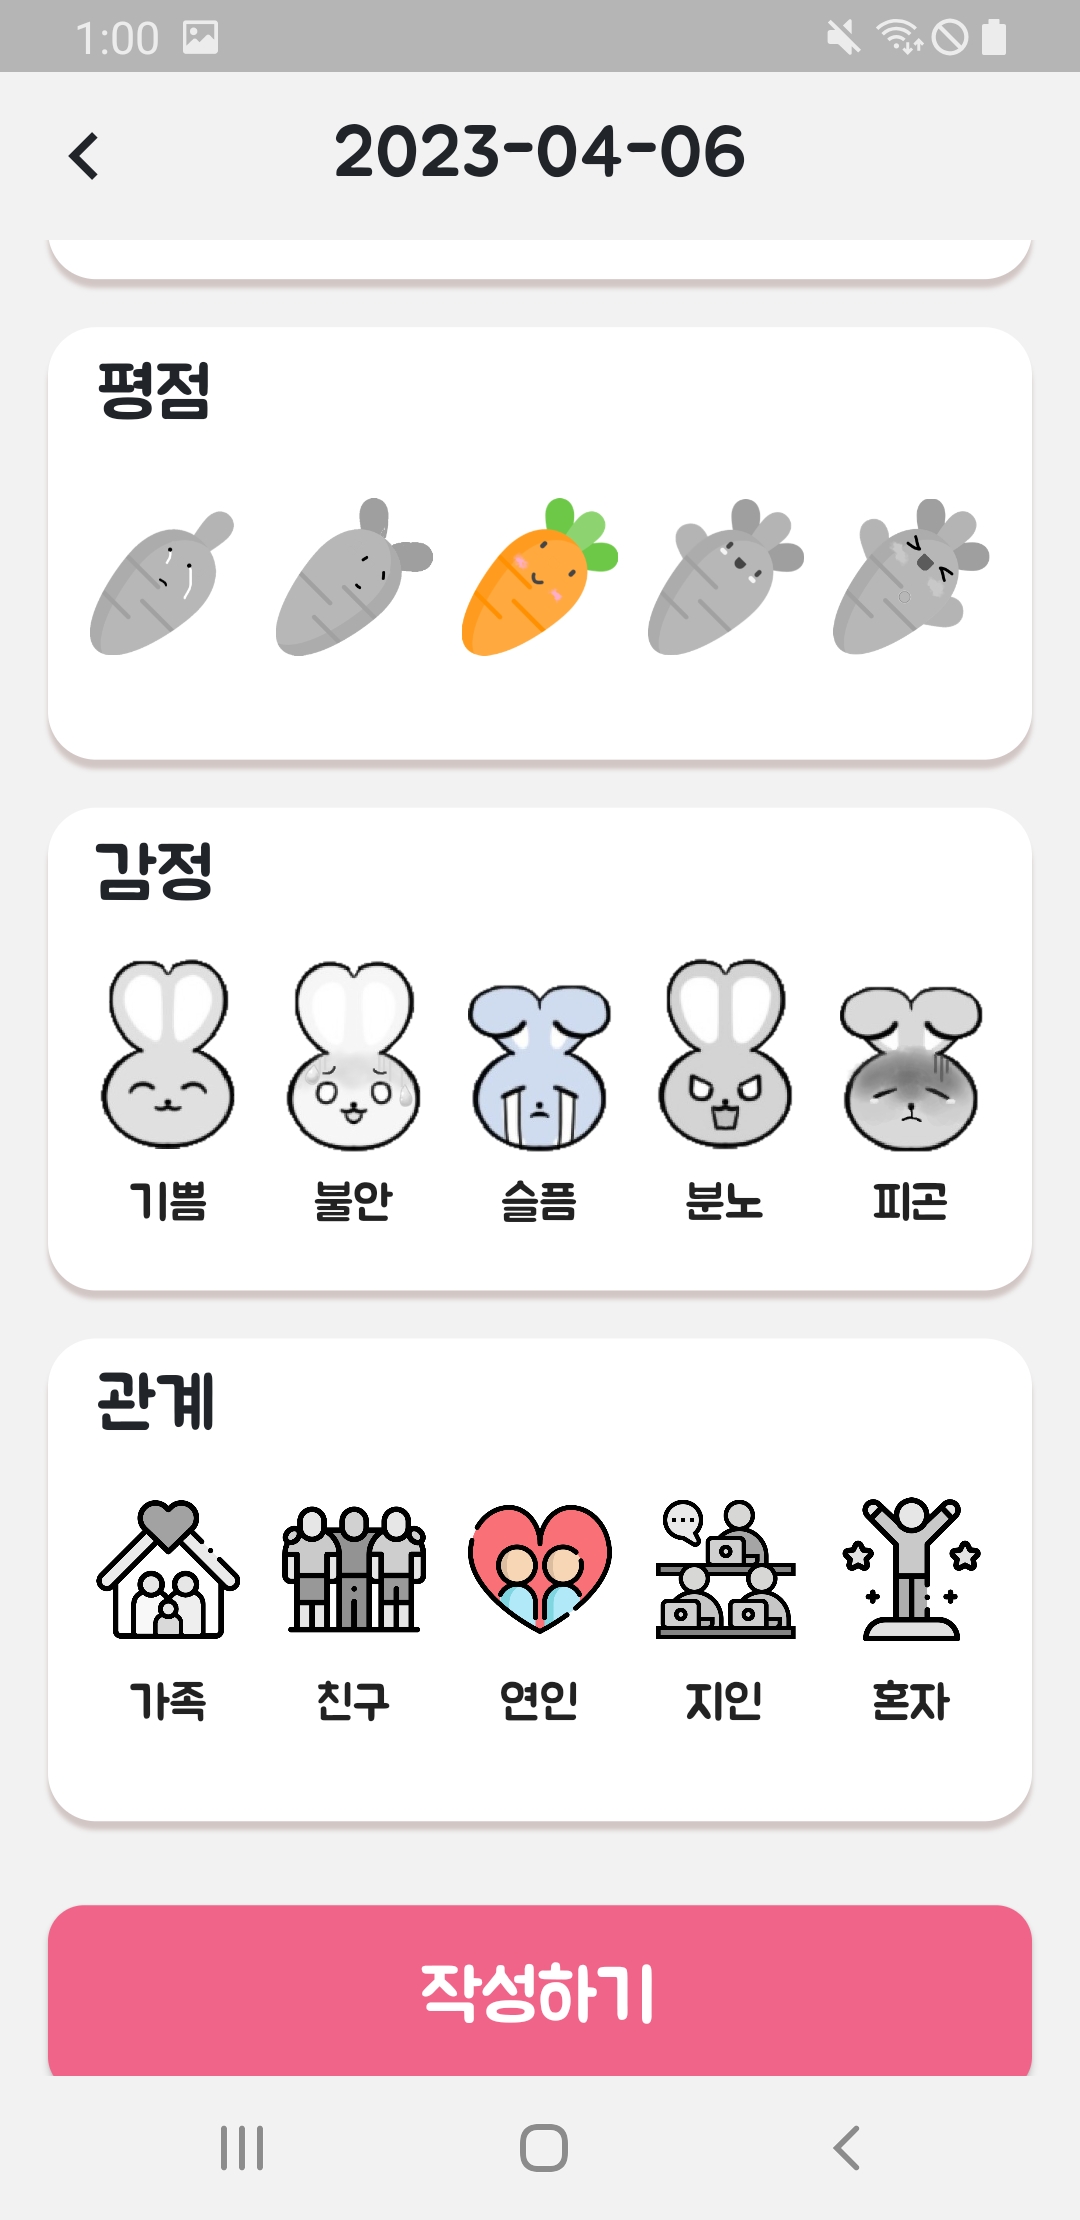 1:00
2023-04-06
평점
감정
기쁨 불안 슬픔 분노 피곤
관계
가족 친구 연인 지인 혼자
작성하기